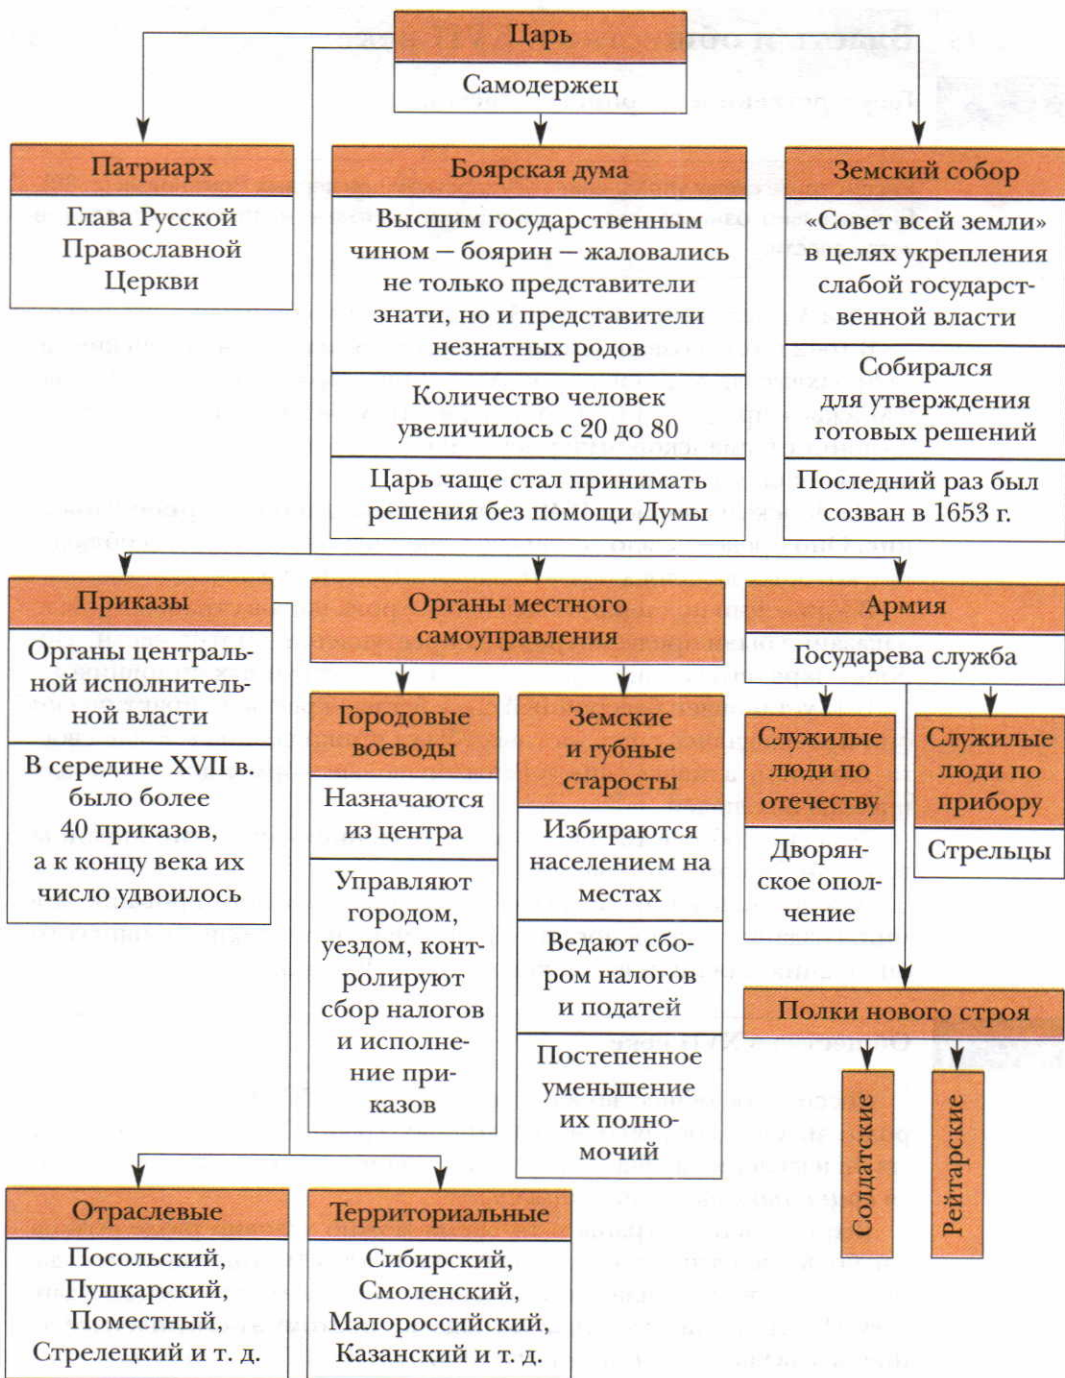 Царь
Самодержец
Патриарх
Глава Русской
Православной
Церкви
Боярская дума
Высшим государственным
чином – боярин – жаловались
не только представители
знати, но и представители
незнатных родов
Количество человек
увеличилось с 20 до 80
Царь чаще стал принимать
решения без помощи Думы
Земский собор
«Совет всей земли»
в целях укрепления
слабой государст-
венной власти
Собирался
для утверждения
готовых решений
Последний раз был
созван в 1653 г.
Приказы
Органы централь-
ной исполнитель-
ной власти
В середине XVII в.
было более
40 приказов,
а к концу века их
число удвоилось
Органы местного
самоуправления
Городовые
воеводы
Назначаются
из центра
Управляют
городом,
уездом, конт-
ролируют
сбор налогов
и исполне-
ние при-
казов
Земские
и губные
старосты
Избираются
населением на
местах
Ведают сбо-
ром налогов
и податей
Постепенное
уменьшение
их полно-
мочий
Армия
Государева служба
Служилые
люди по
отечеству
Дворян-
ское опол-
чение
Служилые
люди по
прибору
Стрельцы
Полки нового строя
Солдатские
Рейтарские
Отраслевые
Посольский,
Пушкарский,
Поместный,
Стрелецкий и т. д.
Территориальные
Сибирский,
Смоленский,
Малороссийский,
Казанский и т. д.